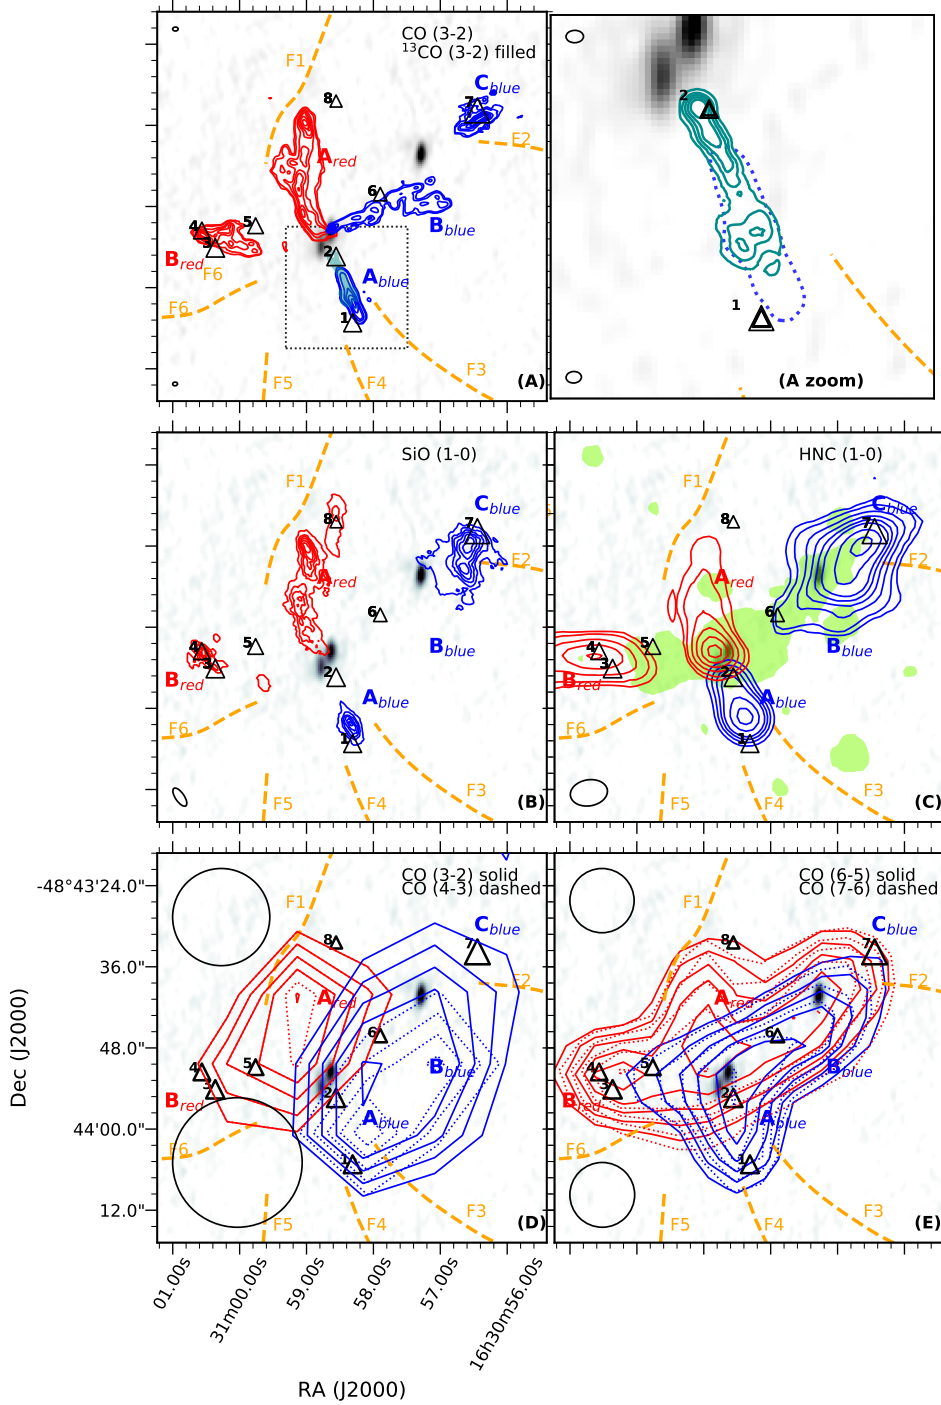 CO (3-2)
¹³CO (3-2) filled
F1
8
7
C_blue
F2
A_red
6
B_blue
4
5
3
B_red
F6
F6
2
A_blue
1
F5
F4
F3
(A)
2
1
(A zoom)
SiO (1-0)
F1
8
7
C_blue
F2
A_red
6
B_blue
4
5
3
B_red
2
A_blue
F6
1
F5
F4
F3
(B)
HNC (1-0)
F1
8
7
C_blue
F2
A_red
6
B_blue
4
5
3
B_red
2
A_blue
F6
1
F5
F4
F3
(C)
CO (3-2) solid
CO (4-3) dashed
F1
8
7
C_blue
F2
A_red
6
B_blue
4
5
3
B_red
2
A_blue
F6
1
F5
F4
F3
(D)
CO (6-5) solid
CO (7-6) dashed
F1
8
7
C_blue
F2
A_red
6
B_blue
4
5
3
B_red
2
A_blue
F6
1
F5
F4
F3
(E)
-48°43'24.0"
36.0"
48.0"
44'00.0"
12.0"
Dec (J2000)
01.00s
31m00.00s
59.00s
58.00s
57.00s
16h30m56.00s
RA (J2000)